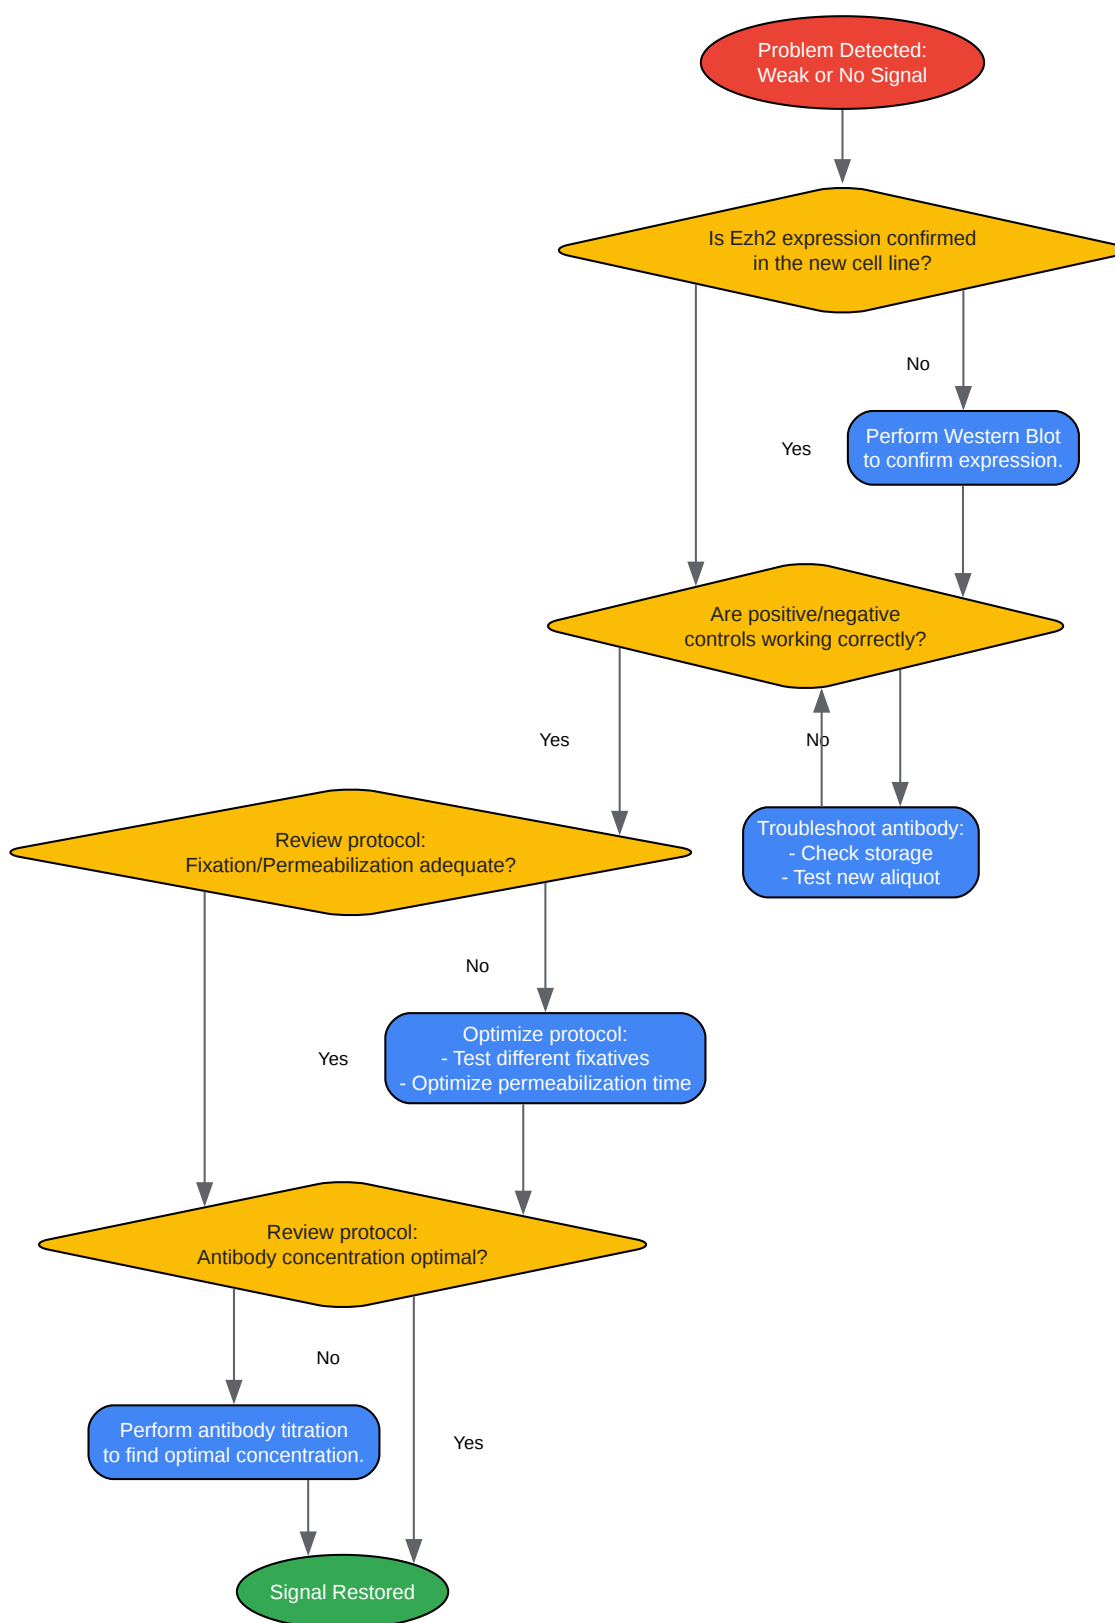 Problem Detected:
Weak or No Signal
Is Ezh2 expression confirmed
in the new cell line?
No
Perform Western Blot
to confirm expression.
Yes
Are positive/negative
controls working correctly?
Yes
No
Review protocol:
Fixation/Permeabilization adequate?
Troubleshoot antibody:
- Check storage
- Test new aliquot
No
Optimize protocol:
- Test different fixatives
- Optimize permeabilization time
Yes
Review protocol:
Antibody concentration optimal?
No
Perform antibody titration
to find optimal concentration.
Yes
Signal Restored